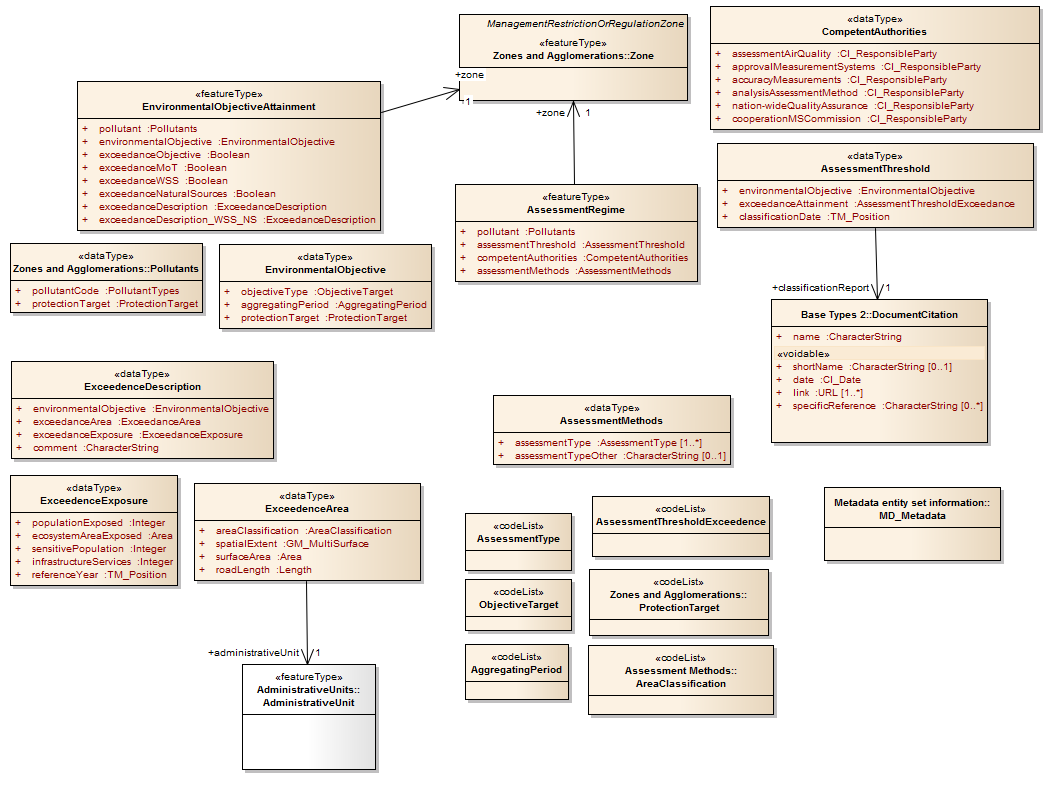 ManagementRestrictionOrRegulationZone
«featureType»
Zones and Agglomerations::Zone
+zone
1
+zone
1
«dataType»
CompetentAuthorities
+ assessmentAirQuality :CI_ResponsibleParty
+ approvalMeasurementSystems :CI_ResponsibleParty
+ accuracyMeasurements :CI_ResponsibleParty
+ analysisAssessmentMethod :CI_ResponsibleParty
+ nation-wideQualityAssurance :CI_ResponsibleParty
+ cooperationMSCommission :CI_ResponsibleParty
«featureType»
EnvironmentalObjectiveAttainment
+ pollutant :Pollutants
+ environmentalObjective :EnvironmentalObjective
+ exceedanceObjective :Boolean
+ exceedanceMoT :Boolean
+ exceedanceWSS :Boolean
+ exceedanceNaturalSources :Boolean
+ exceedanceDescription :ExceedanceDescription
+ exceedanceDescription_WSS_NS :ExceedanceDescription
«dataType»
AssessmentThreshold
+ environmentalObjective :EnvironmentalObjective
+ exceedanceAttainment :AssessmentThresholdExceedance
+ classificationDate :TM_Position
«featureType»
AssessmentRegime
+ pollutant :Pollutants
+ assessmentThreshold :AssessmentThreshold
+ competentAuthorities :CompetentAuthorities
+ assessmentMethods :AssessmentMethods
«dataType»
Zones and Agglomerations::Pollutants
+ pollutantCode :PollutantTypes
+ protectionTarget :ProtectionTarget
«dataType»
EnvironmentalObjective
+ objectiveType :ObjectiveTarget
+ aggregatingPeriod :AggregatingPeriod
+ protectionTarget :ProtectionTarget
+classificationReport
1
Base Types 2::DocumentCitation
+ name :CharacterString
«voidable»
+ shortName :CharacterString [0..1]
+ date :CI_Date
+ link :URL [1..*]
+ specificReference :CharacterString [0..*]
«dataType»
ExceedenceDescription
+ environmentalObjective :EnvironmentalObjective
+ exceedanceArea :ExceedanceArea
+ exceedanceExposure :ExceedanceExposure
+ comment :CharacterString
«dataType»
AssessmentMethods
+ assessmentType :AssessmentType [1..*]
+ assessmentTypeOther :CharacterString [0..1]
«dataType»
ExceedenceExposure
+ populationExposed :Integer
+ ecosystemAreaExposed :Area
+ sensitivePopulation :Integer
+ infrastructureServices :Integer
+ referenceYear :TM_Position
«dataType»
ExceedenceArea
+ areaClassification :AreaClassification
+ spatialExtent :GM_MultiSurface
+ surfaceArea :Area
+ roadLength :Length
«codeList»
AssessmentType
«codeList»
AssessmentThresholdExceedence
Metadata entity set information::
MD_Metadata
«codeList»
ObjectiveTarget
«codeList»
Zones and Agglomerations::
ProtectionTarget
«codeList»
AggregatingPeriod
«codeList»
Assessment Methods::
AreaClassification
+administrativeUnit
1
«featureType»
AdministrativeUnits::
AdministrativeUnit